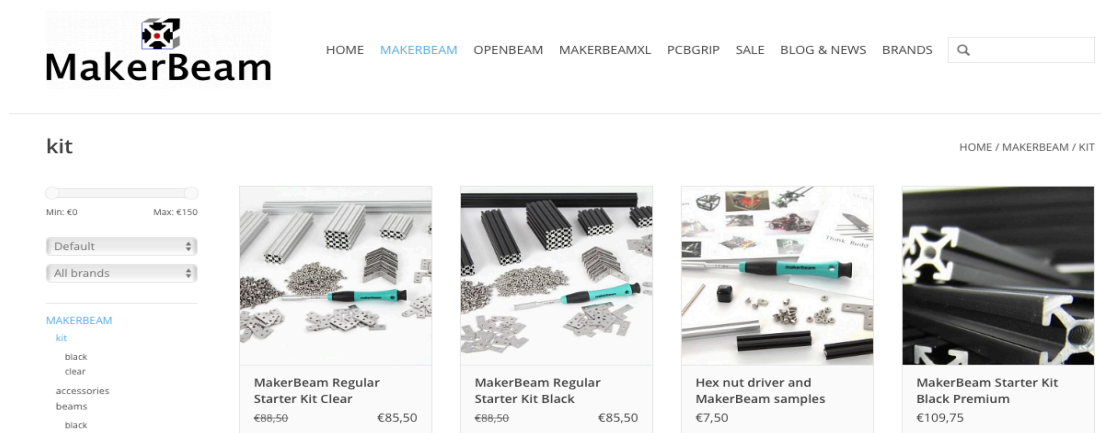 MakerBeam
HOME MAKERBEAM OPENBEAM MAKERBEAMXL PCBGRIP SALE BLOG & NEWS BRANDS
kit
HOME / MAKERBEAM / KIT
Min: €0 Max: €150
Default
All brands
MAKERBEAM
kit
black
clear
accessories
beams
black
MakerBeam Regular
Starter Kit Clear
€88,50 €85,50
MakerBeam Regular
Starter Kit Black
€88,50 €85,50
Hex nut driver and
MakerBeam samples
€7,50
MakerBeam Starter Kit
Black Premium
€109,75